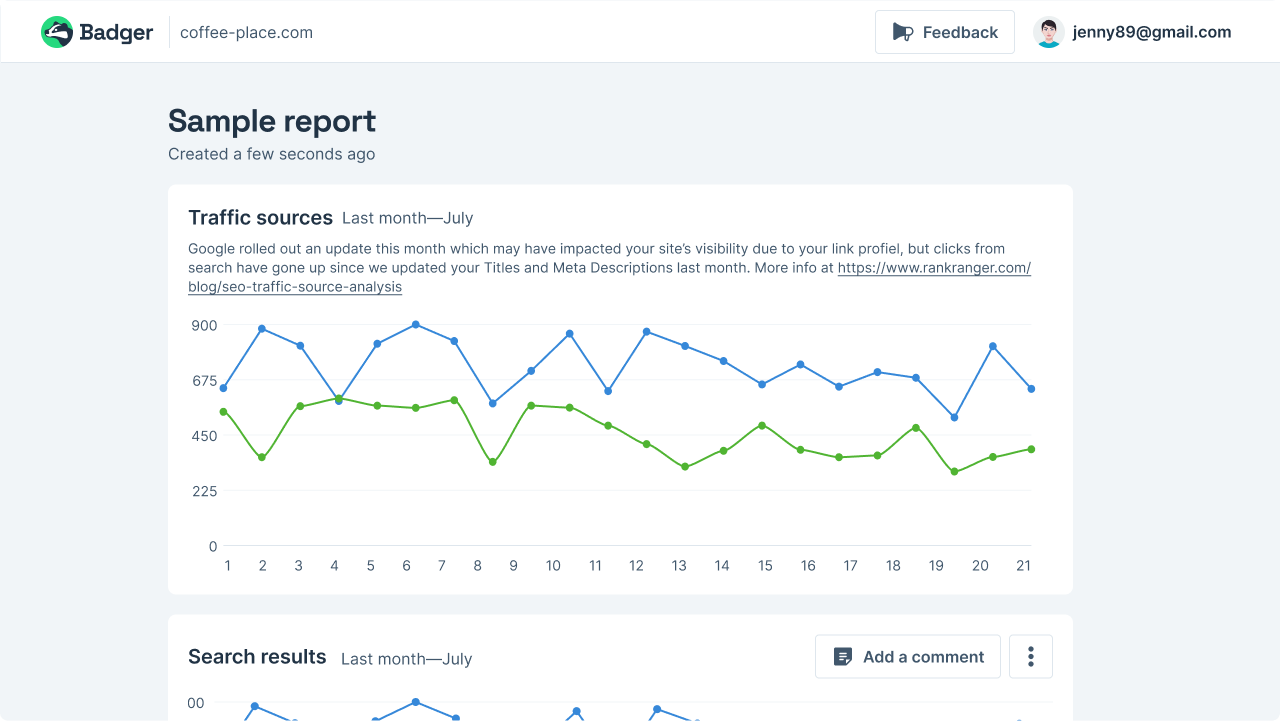 Badger coffee-place.com Feedback jenny89@gmail.com
Sample report
Created a few seconds ago
Traffic sources Last month—July
Google rolled out an update this month which may have impacted your site’s visibility due to your link profiel, but clicks from
search have gone up since we updated your Titles and Meta Descriptions last month. More info at https://www.rankranger.com/
blog/seo-traffic-source-analysis
900
675
450
225
0
1 2 3 4 5 6 7 8 9 10 11 12 13 14 15 16 17 18 19 20 21
Search results Last month—July Add a comment
00